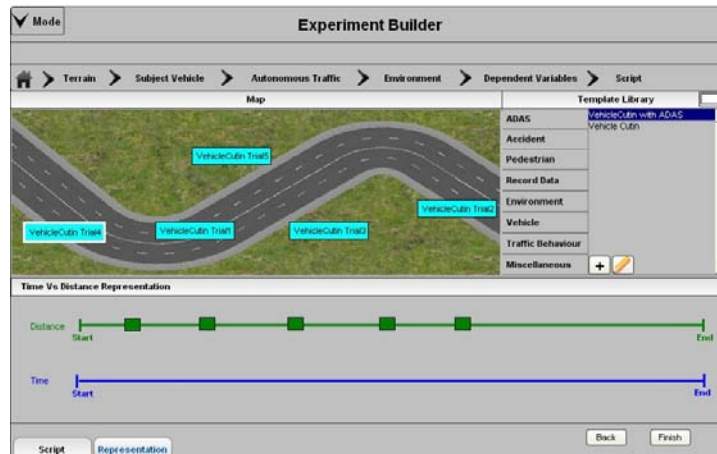 Mode
Experiment Builder
Terrain Subject Vehicle Autonomous Traffic Environment Dependent Variables Script
Map
Template Library
VehicleCutin Trial5
VehicleCutin Trial2
VehicleCutin Trial4
VehicleCutin Trial1
VehicleCutin Trial3
ADAS
Accident
Pedestrian
Record Data
Environment
Vehicle
Traffic Behaviour
Miscellaneous
VehicleCutin with ADAS
Vehicle Cutin
+
Time Vs Distance Representation
Distance
Start
End
Time
Start
End
Back Finish
Script Representation